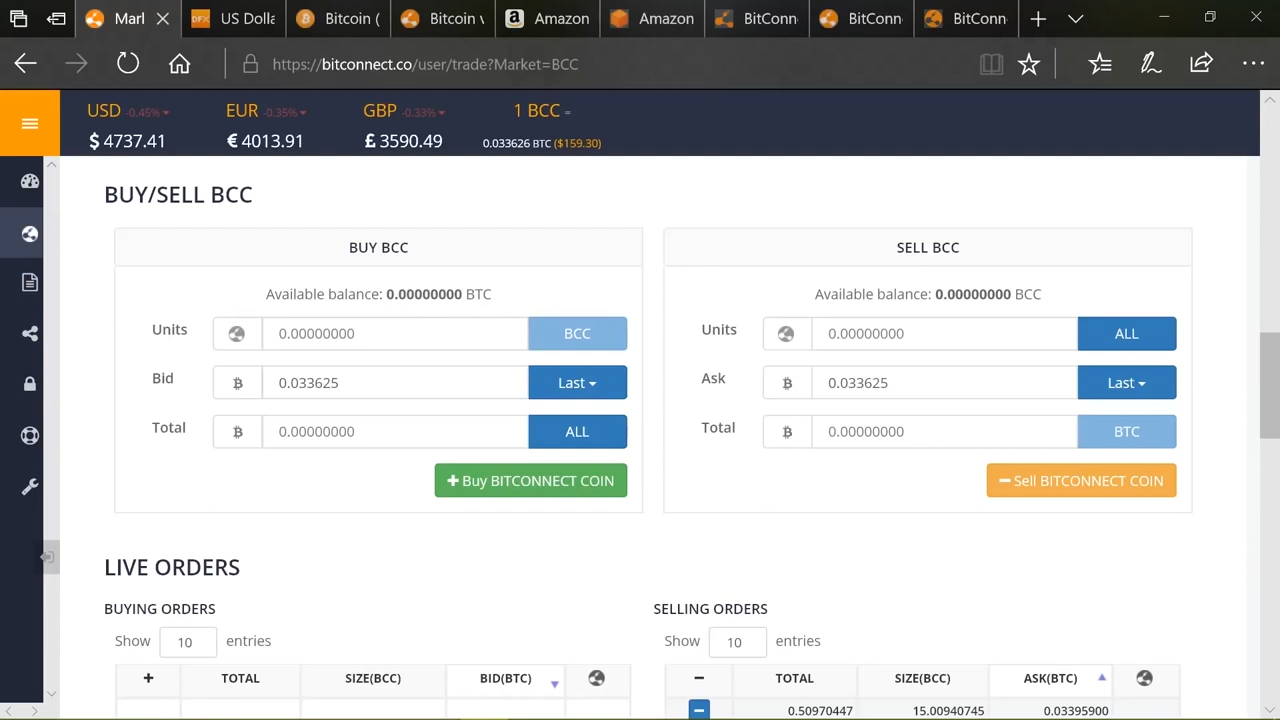 Marl
US Dolla
Bitcoin (
Bitcoin v
Amazon
Amazon
BitConn
BitConn
BitConn
https://bitconnect.co/user/trade?Market=BCC
USD -0.45% EUR -0.35% GBP -0.33% 1 BCC =
$ 4737.41 € 4013.91 £ 3590.49 0.033626 BTC ($159.30)
BUY/SELL BCC
BUY BCC
Available balance: 0.00000000 BTC
Units 0.00000000 BCC
Bid 0.033625 Last
Total 0.00000000 ALL
+ Buy BITCONNECT COIN
SELL BCC
Available balance: 0.00000000 BCC
Units 0.00000000 ALL
Ask 0.033625 Last
Total 0.00000000 BTC
− Sell BITCONNECT COIN
LIVE ORDERS
BUYING ORDERS
Show 10 entries
+ TOTAL SIZE(BCC) BID(BTC)
SELLING ORDERS
Show 10 entries
− TOTAL SIZE(BCC) ASK(BTC)
− 0.50970447 15.00940745 0.03395900